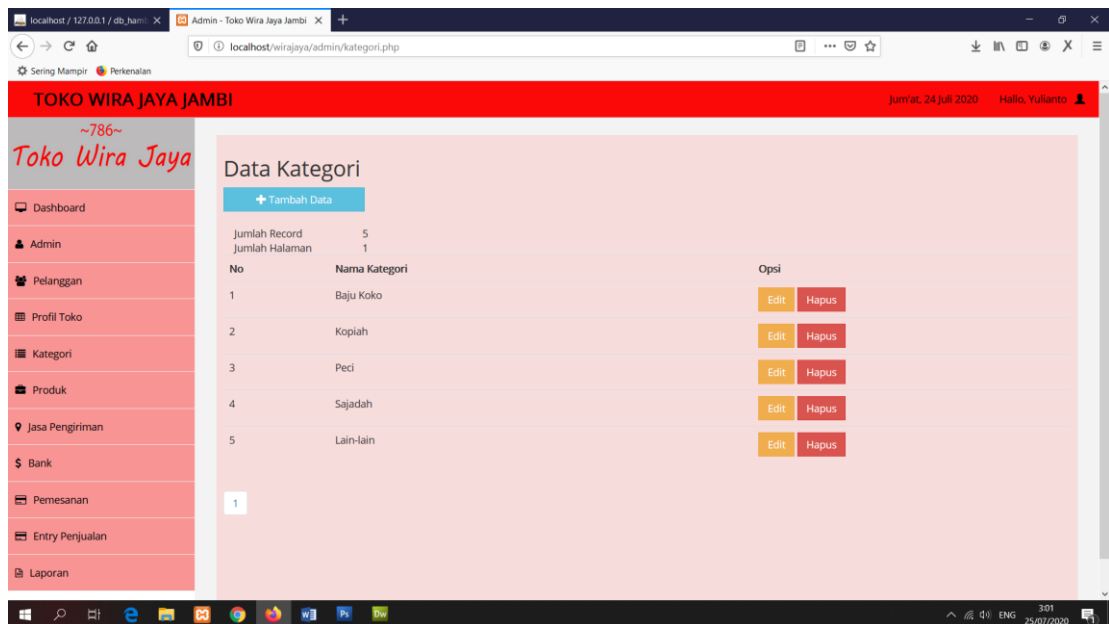 localhost / 127.0.0.1 / db_hamb
Admin - Toko Wira Jaya Jambi
localhost/wirajaya/admin/kategori.php
Sering Mampir Perkenalan
TOKO WIRA JAYA JAMBI Jum'at, 24 Juli 2020 Hallo, Yulianto
~786~
Toko Wira Jaya
Dashboard
Admin
Pelanggan
Profil Toko
Kategori
Produk
Jasa Pengiriman
$ Bank
Pemesanan
Entry Penjualan
Laporan
Data Kategori
+ Tambah Data
Jumlah Record 5
Jumlah Halaman 1
No Nama Kategori Opsi
1 Baju Koko Edit Hapus
2 Kopiah Edit Hapus
3 Peci Edit Hapus
4 Sajadah Edit Hapus
5 Lain-lain Edit Hapus
1
Ps Dw
ENG 3:01
25/07/2020